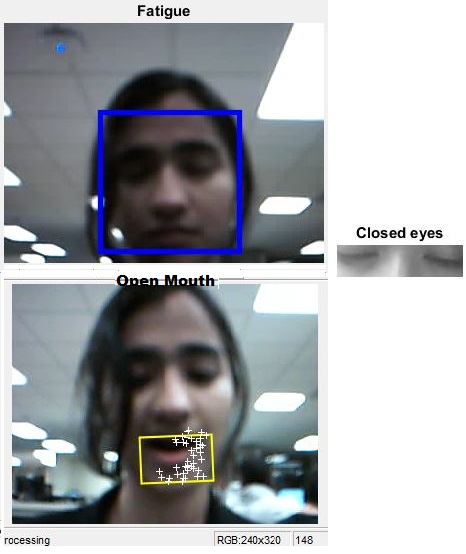 Fatigue
Closed eyes
Open Mouth
rocessing
RGB:240x320
148